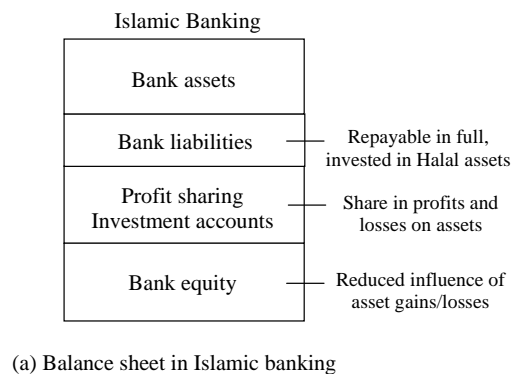 Islamic Banking
Bank assets
Bank liabilities
Repayable in full,
invested in Halal assets
Profit sharing
Investment accounts
Share in profits and
losses on assets
Bank equity
Reduced influence of
asset gains/losses
(a) Balance sheet in Islamic banking